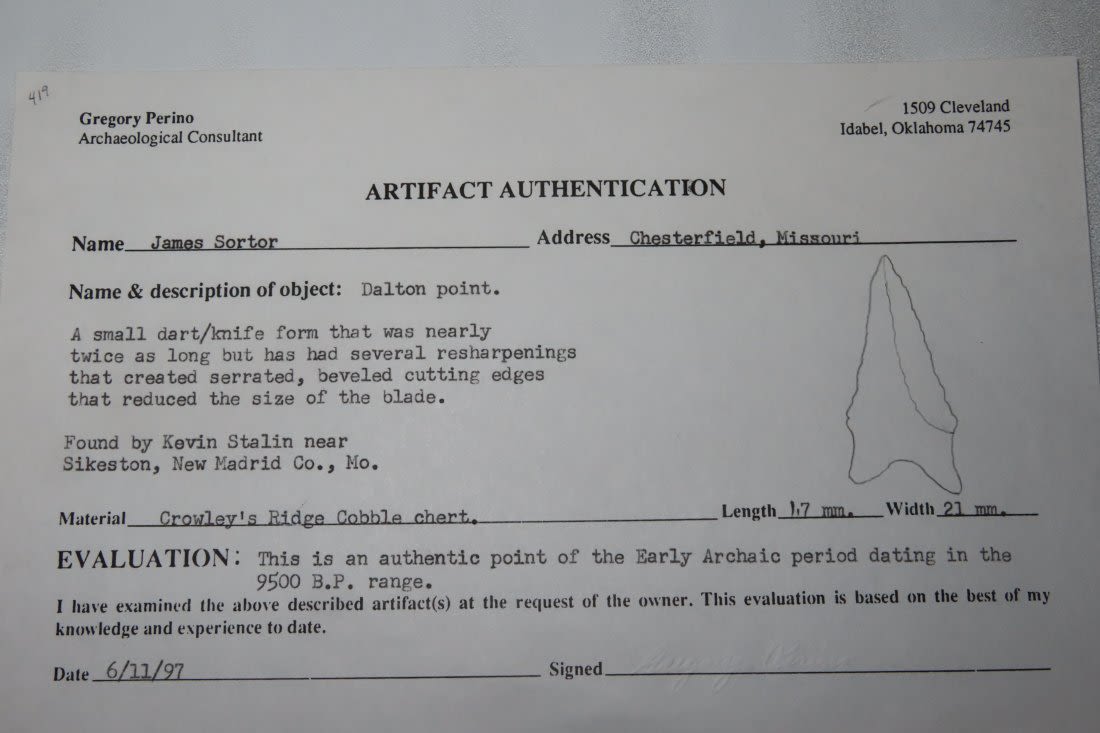 419
Gregory Perino
Archaeological Consultant
1509 Cleveland
Idabel, Oklahoma 74745
ARTIFACT AUTHENTICATION
Name James Sortor Address Chesterfield, Missouri
Name & description of object: Dalton point.
A small dart/knife form that was nearly
twice as long but has had several resharpenings
that created serrated, beveled cutting edges
that reduced the size of the blade.
Found by Kevin Stalin near
Sikeston, New Madrid Co., Mo.
Material Crowley's Ridge Cobble chert. Length 47 mm. Width 21 mm.
EVALUATION: This is an authentic point of the Early Archaic period dating in the
9500 B.P. range.
I have examined the above described artifact(s) at the request of the owner. This evaluation is based on the best of my
knowledge and experience to date.
Date 6/11/97 Signed